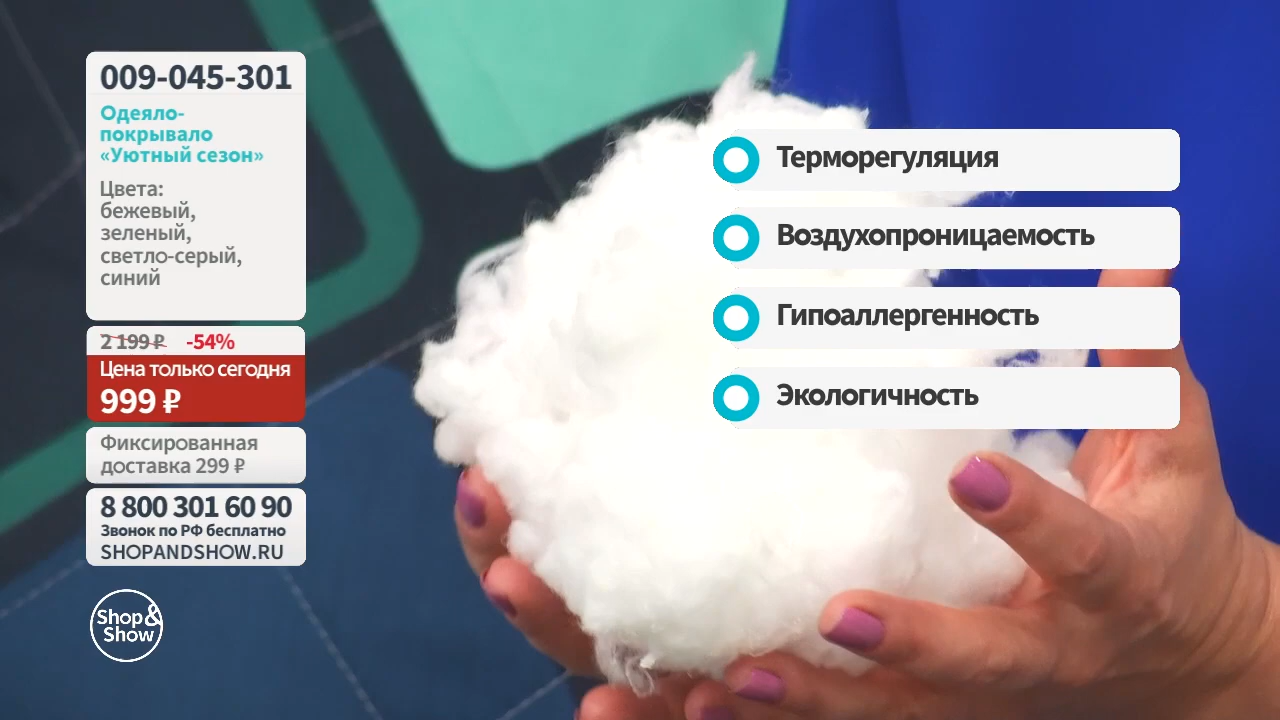 009-045-301
Одеяло-
покрывало
«Уютный сезон»
Цвета:
бежевый,
зеленый,
светло-серый,
синий
2 199 ₽ -54%
Цена только сегодня
999 ₽
Фиксированная
доставка 299 ₽
8 800 301 60 90
Звонок по РФ бесплатно
SHOPANDSHOW.RU
Shop&
Show
Терморегуляция
Воздухопроницаемость
Гипоаллергенность
Экологичность